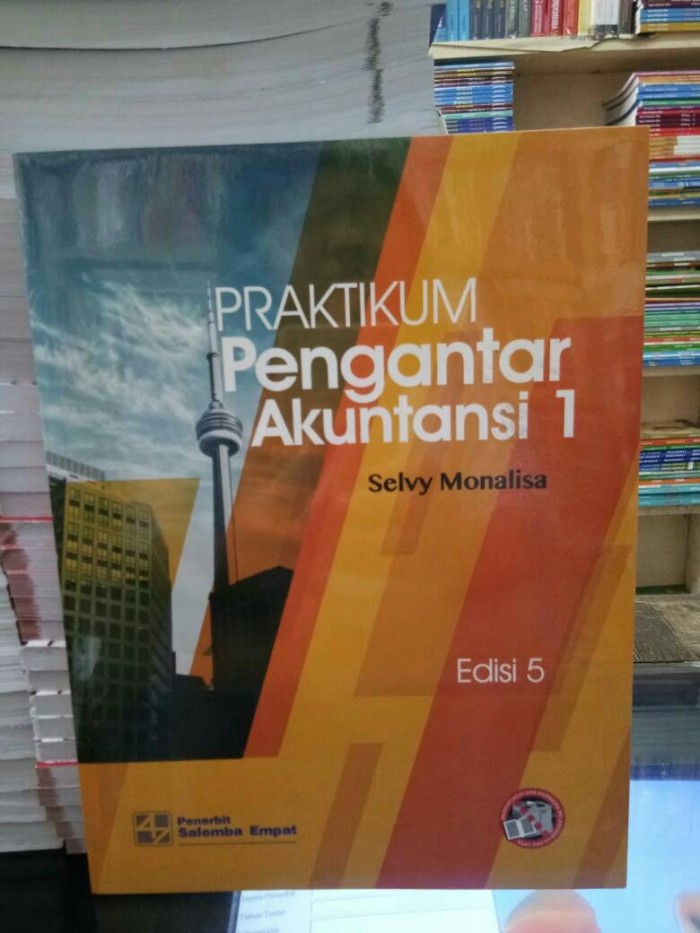 PRAKTIKUM
Pengantar
Akuntansi 1
Selvy Monalisa
Edisi 5
Penerbit
Salemba Empat